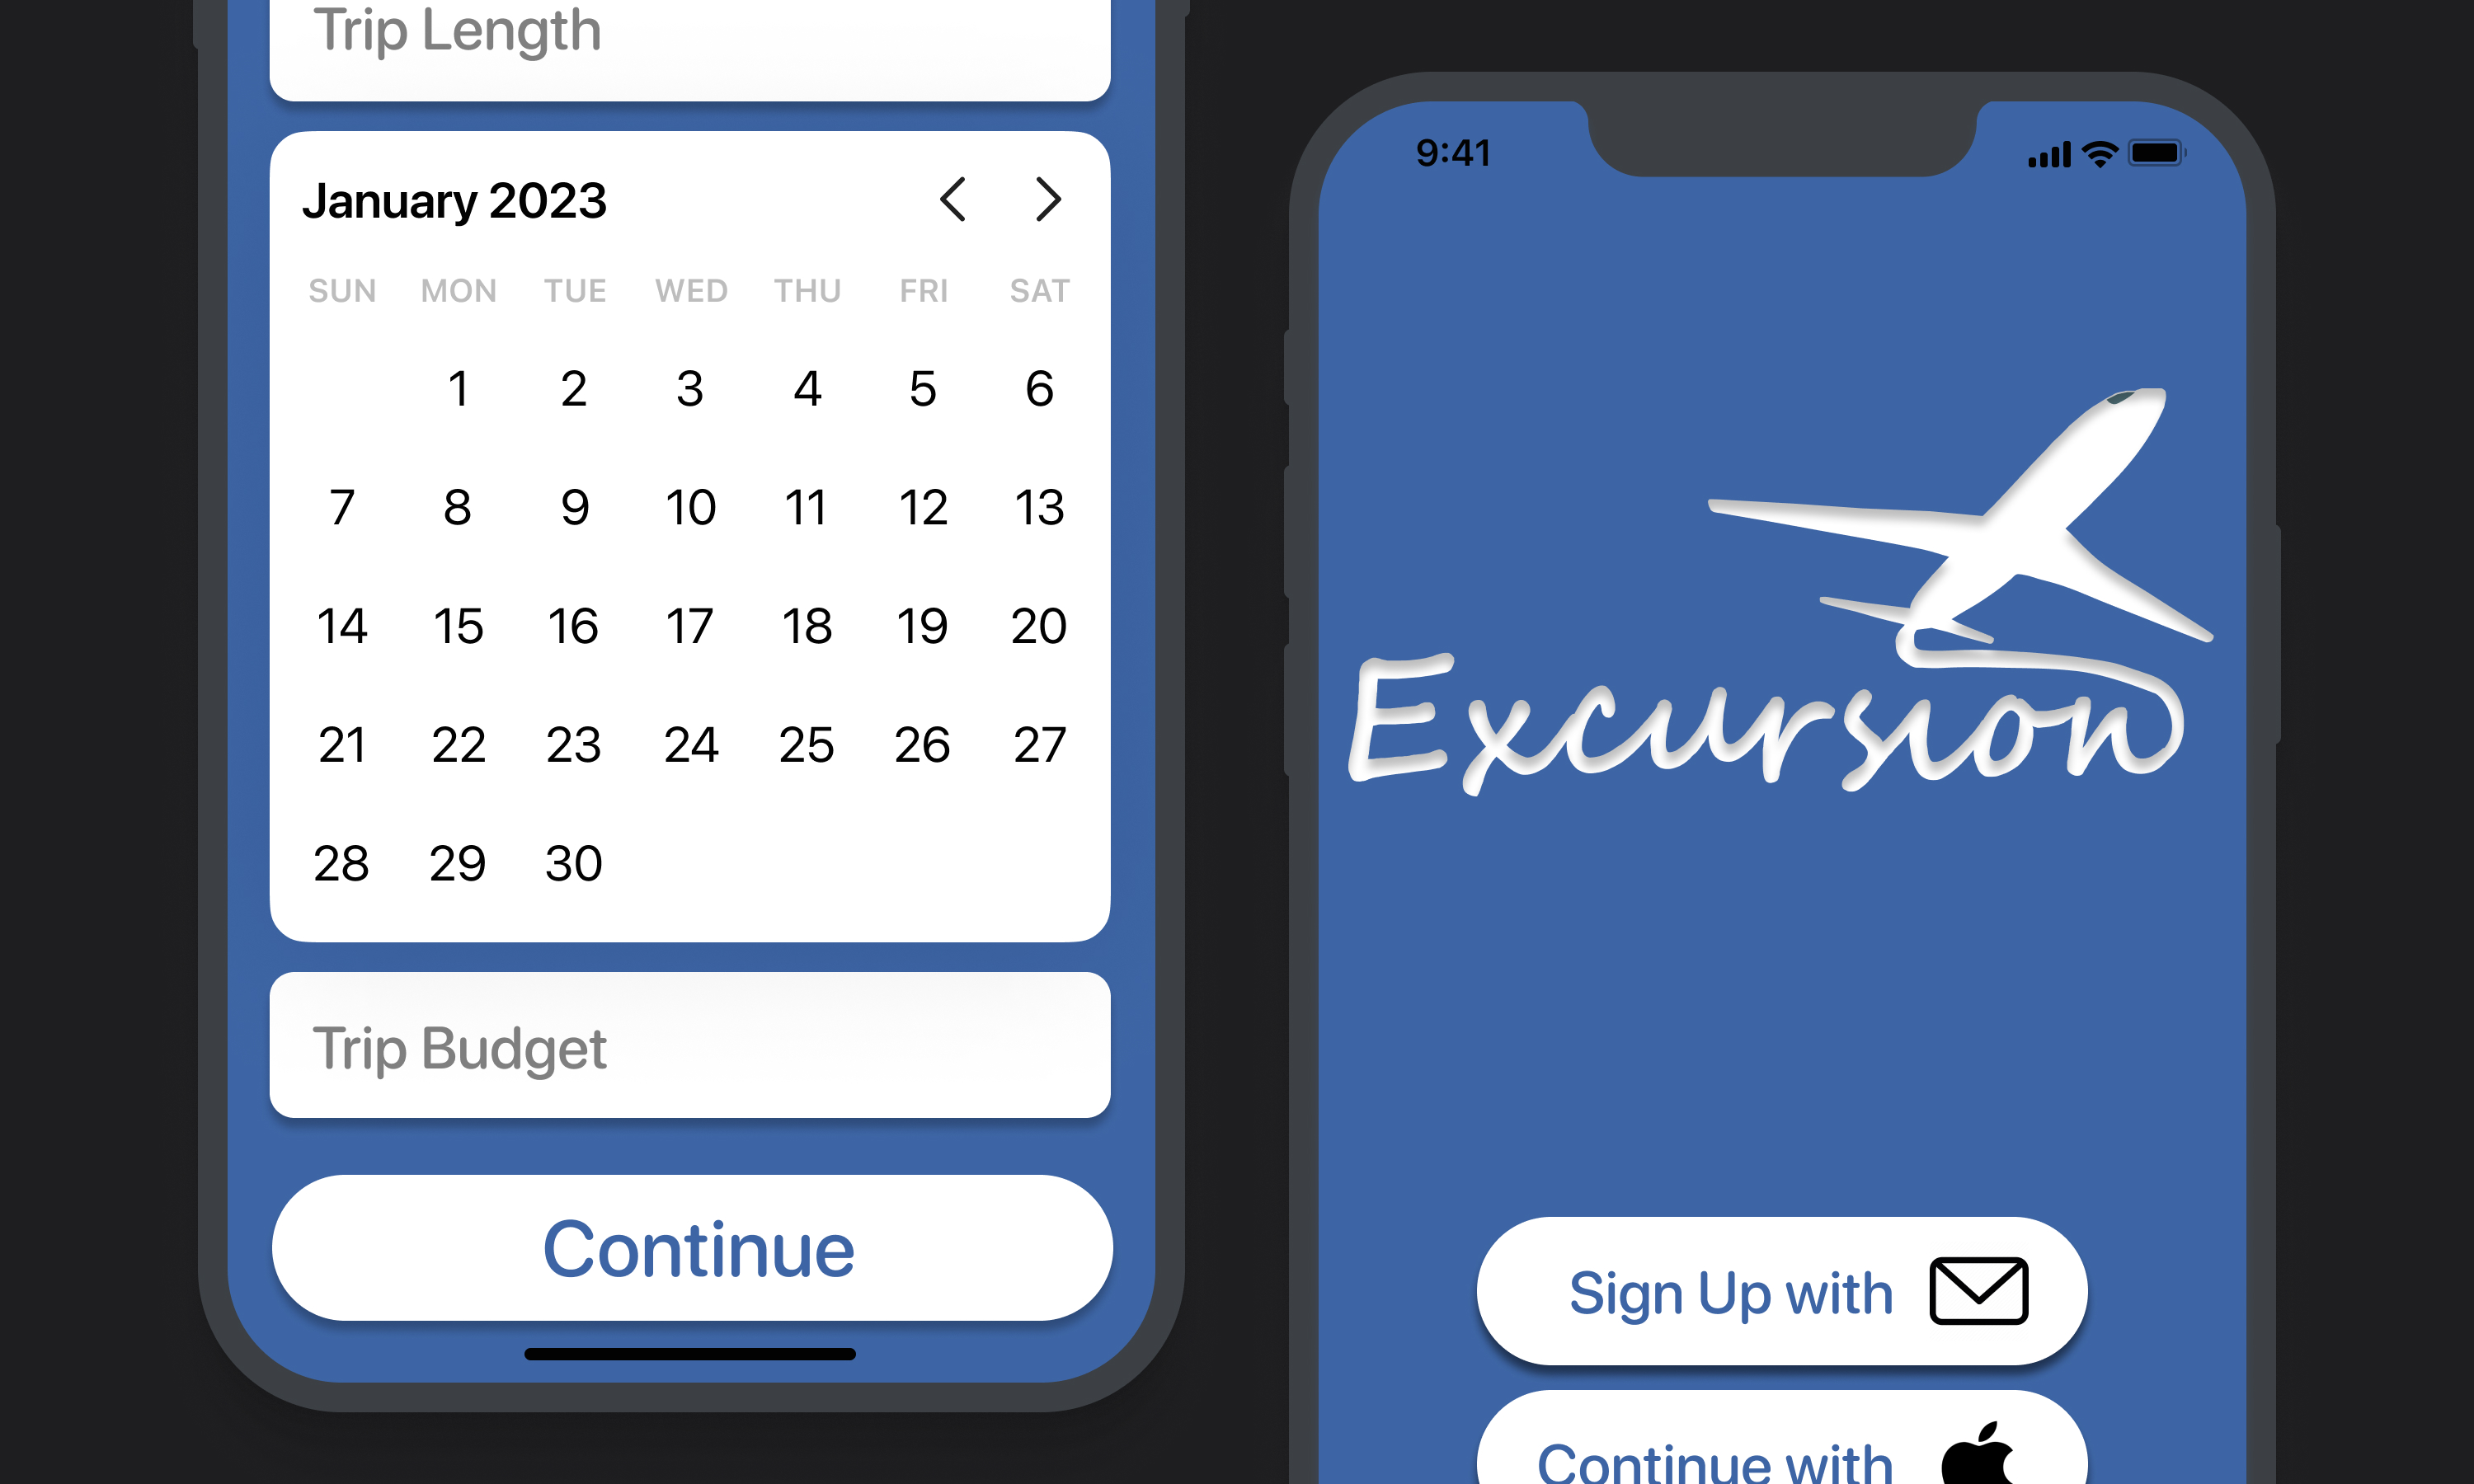 Trip Length
January 2023
SUN MON TUE WED THU FRI SAT
1 2 3 4 5 6
7 8 9 10 11 12 13
14 15 16 17 18 19 20
21 22 23 24 25 26 27
28 29 30
Trip Budget
Continue
9:41
Excursion
Sign Up with
Continue with